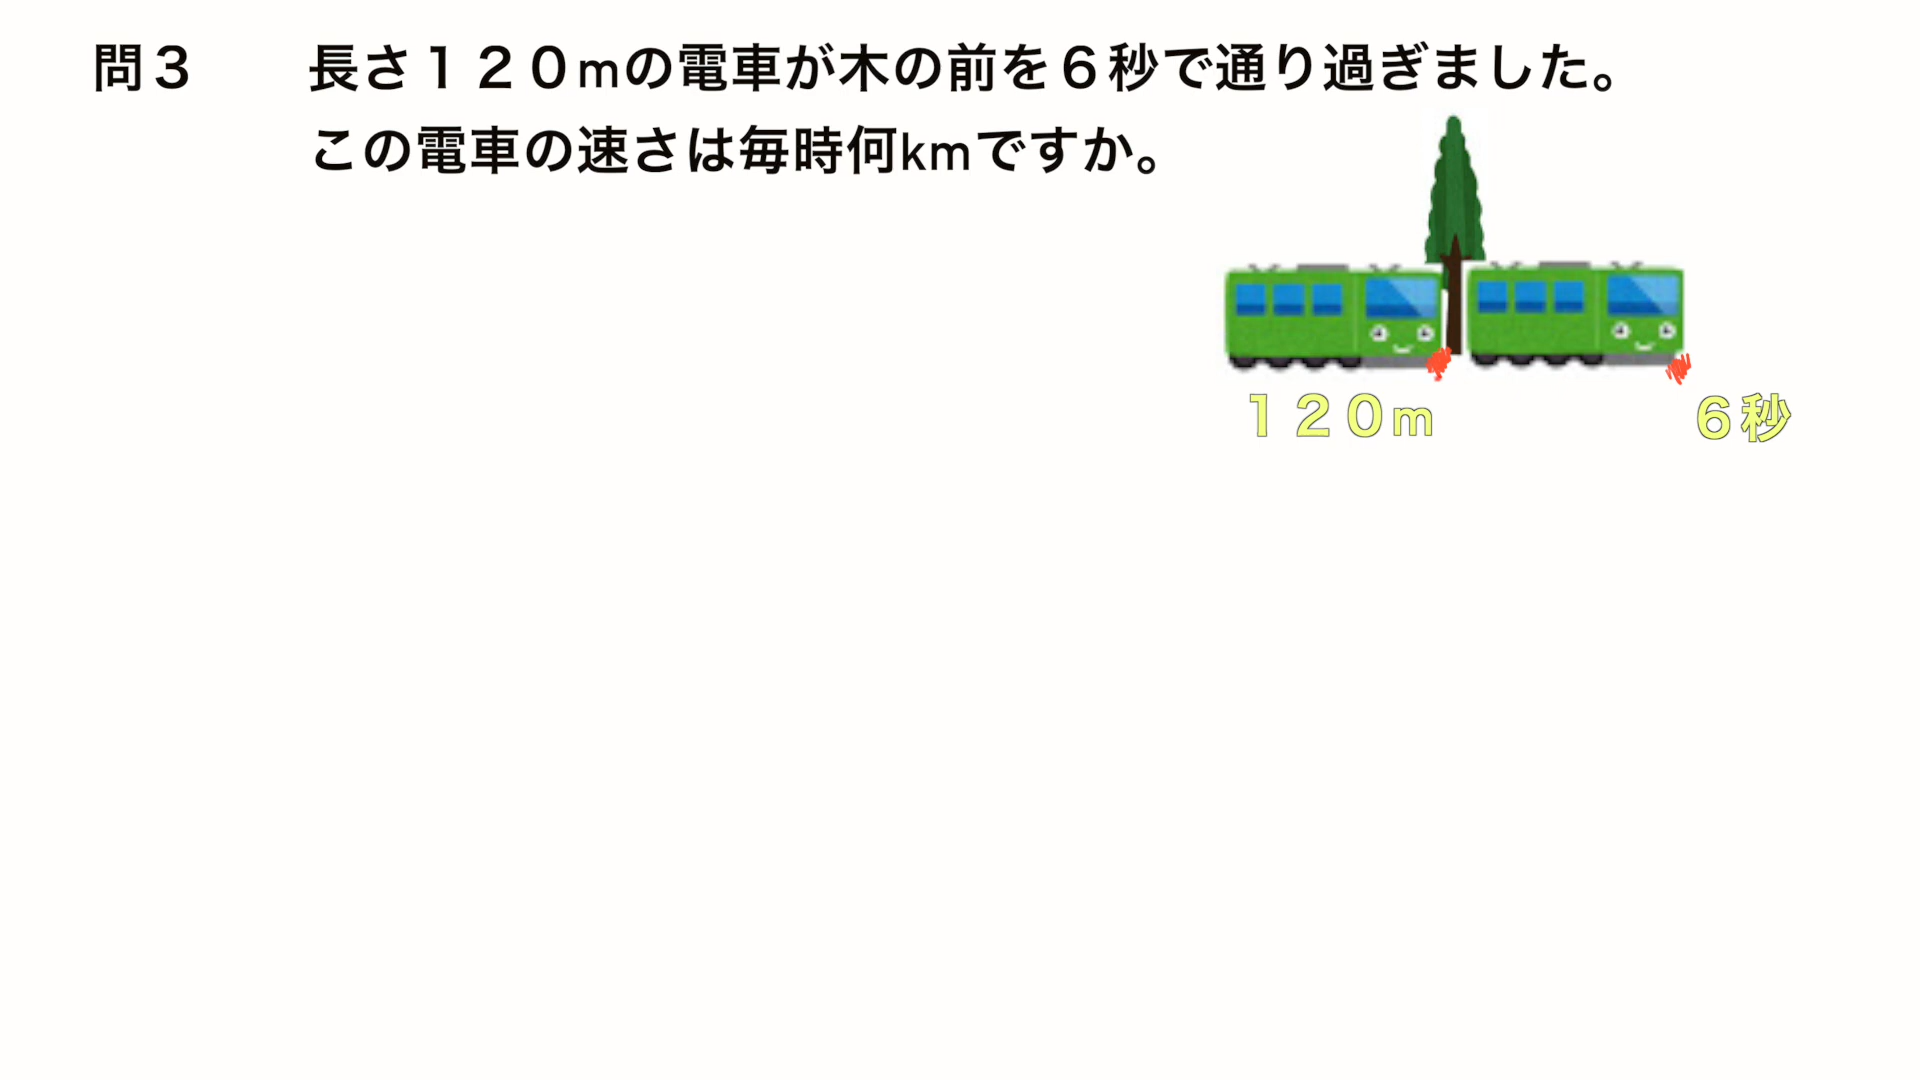 問３　長さ１２０mの電車が木の前を６秒で通り過ぎました。
この電車の速さは毎時何kmですか。
１２０m
６秒